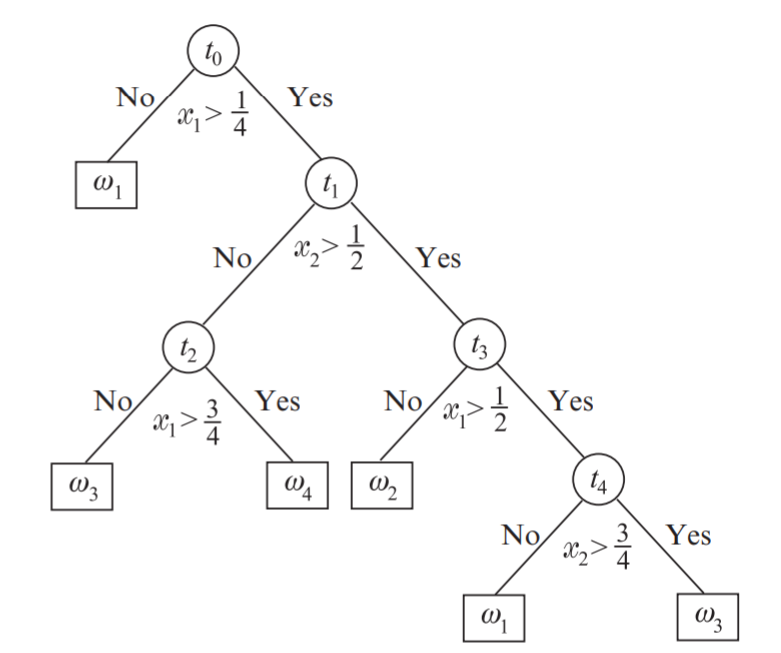 t₀
No x₁ > 1/4 Yes
ω₁ t₁
No x₂ > 1/2 Yes
t₂ t₃
No x₁ > 3/4 Yes No x₁ > 1/2 Yes
ω₃ ω₄ ω₂ t₄
No x₂ > 3/4 Yes
ω₁ ω₃